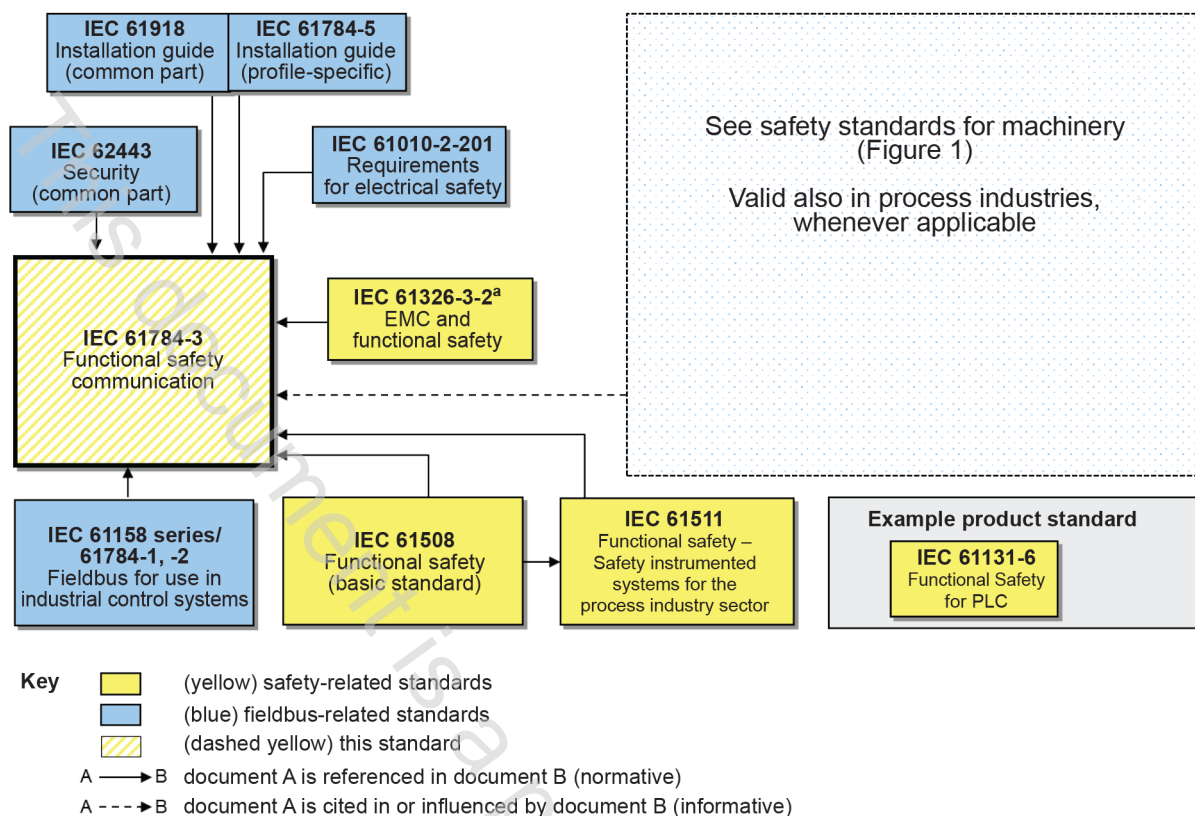 IEC 61918
Installation guide
(common part)
IEC 61784-5
Installation guide
(profile-specific)
IEC 62443
Security
(common part)
IEC 61010-2-201
Requirements
for electrical safety
See safety standards for machinery
(Figure 1)
Valid also in process industries,
whenever applicable
IEC 61784-3
Functional safety
communication
IEC 61326-3-2ᵃ
EMC and
functional safety
IEC 61158 series/
61784-1, -2
Fieldbus for use in
industrial control systems
IEC 61508
Functional safety
(basic standard)
IEC 61511
Functional safety –
Safety instrumented
systems for the
process industry sector
Example product standard
IEC 61131-6
Functional Safety
for PLC
Key
(yellow) safety-related standards
(blue) fieldbus-related standards
(dashed yellow) this standard
A B document A is referenced in document B (normative)
A B document A is cited in or influenced by document B (informative)
This document is a